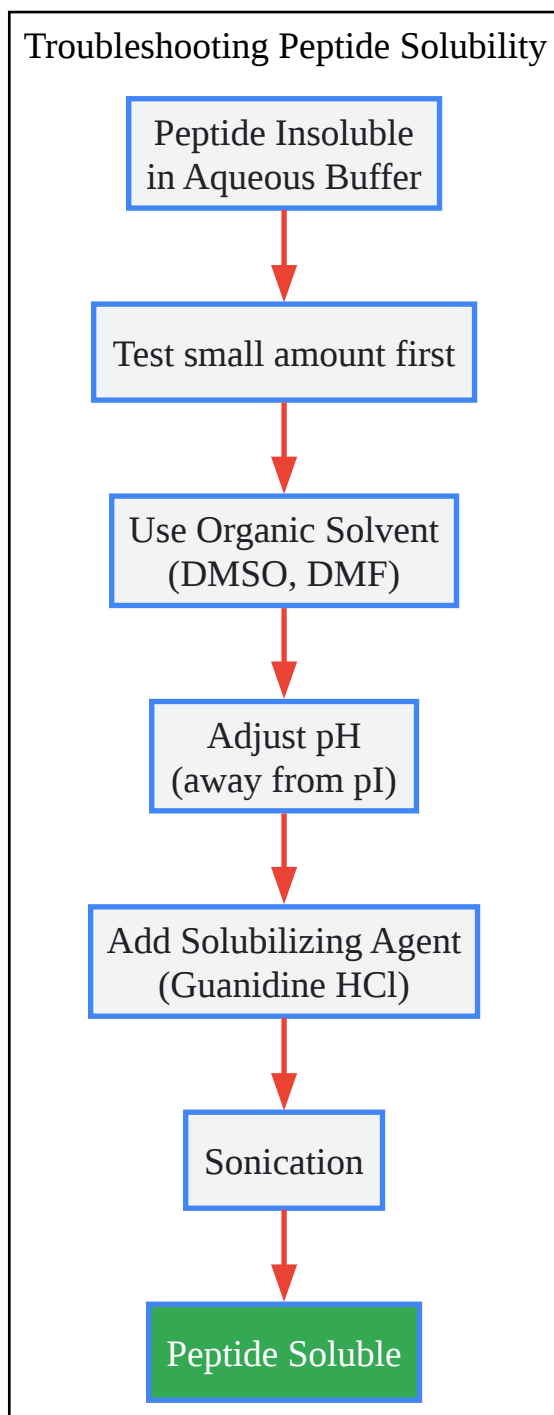 Troubleshooting Peptide Solubility
Peptide Insoluble
in Aqueous Buffer
Test small amount first
Use Organic Solvent
(DMSO, DMF)
Adjust pH
(away from pI)
Add Solubilizing Agent
(Guanidine HCl)
Sonication
Peptide Soluble